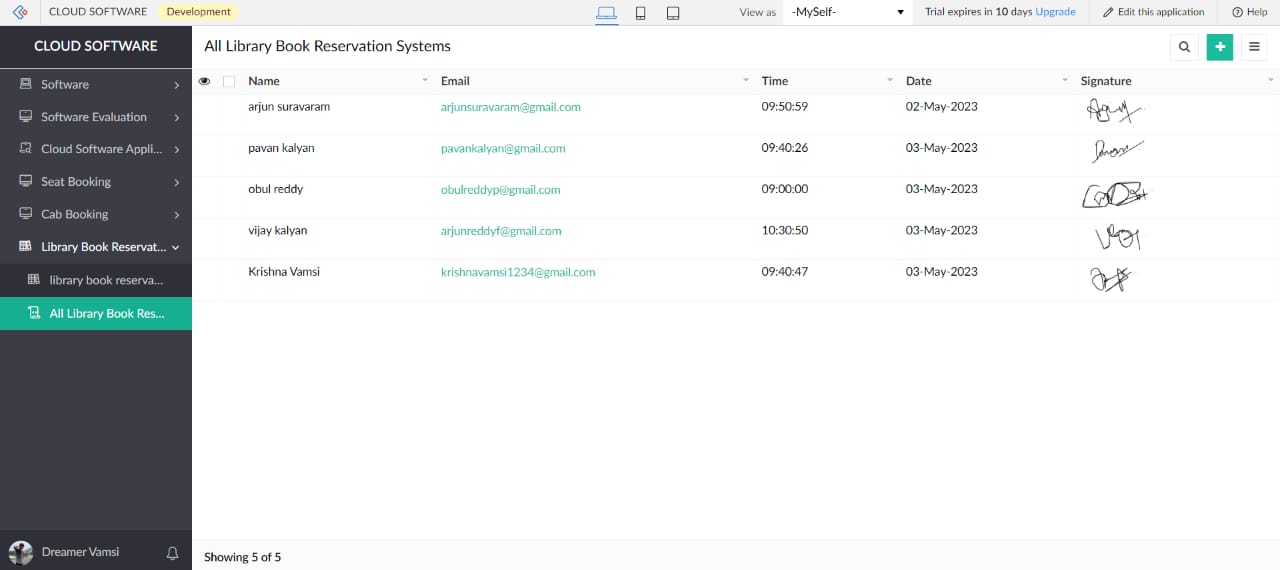 CLOUD SOFTWARE Development View as -MySelf- Trial expires in 10 days Upgrade Edit this application Help
CLOUD SOFTWARE
Software
Software Evaluation
Cloud Software Appli...
Seat Booking
Cab Booking
Library Book Reservat...
library book reserva...
All Library Book Res...
Dreamer Vamsi
All Library Book Reservation Systems
Name Email Time Date Signature
arjun suravaram arjunsuravaram@gmail.com 09:50:59 02-May-2023
pavan kalyan pavankalyan@gmail.com 09:40:26 03-May-2023
obul reddy obulreddyp@gmail.com 09:00:00 03-May-2023
vijay kalyan arjunreddyf@gmail.com 10:30:50 03-May-2023
Krishna Vamsi krishnavamsi1234@gmail.com 09:40:47 03-May-2023
Showing 5 of 5